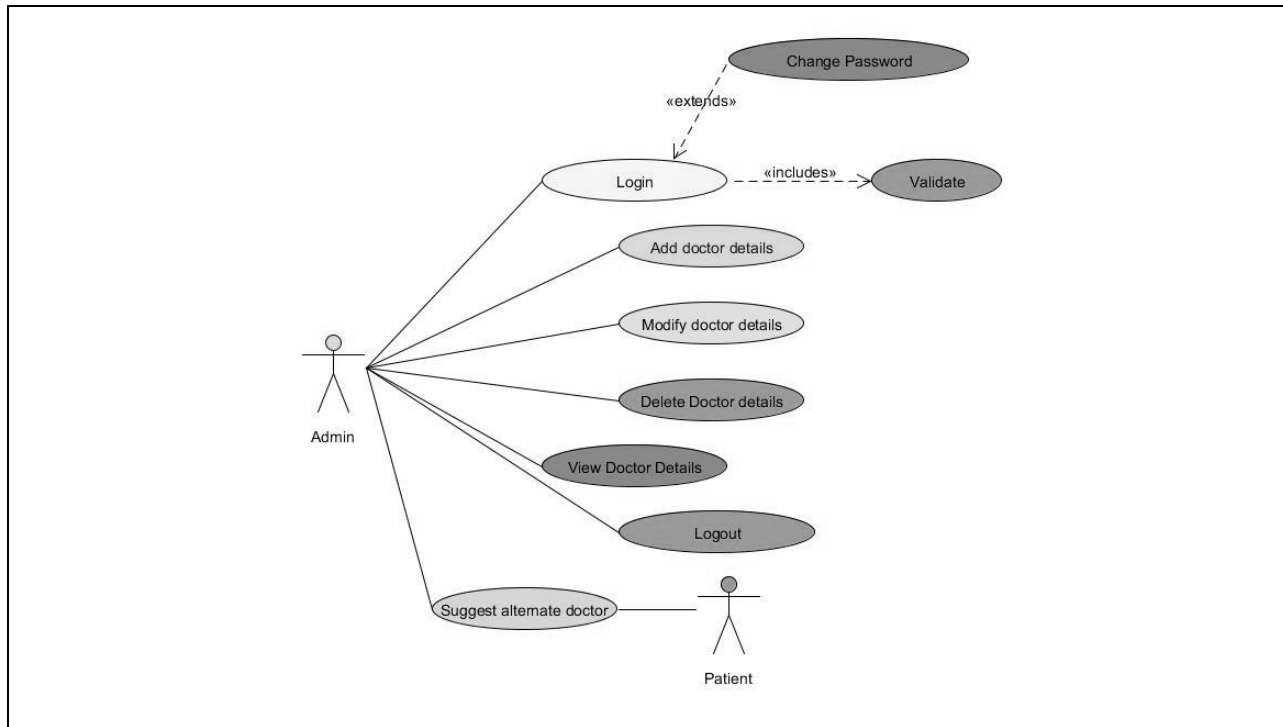 Change Password
«extends»
Login
«includes»
Validate
Add doctor details
Modify doctor details
Delete Doctor details
Admin
View Doctor Details
Logout
Suggest alternate doctor
Patient